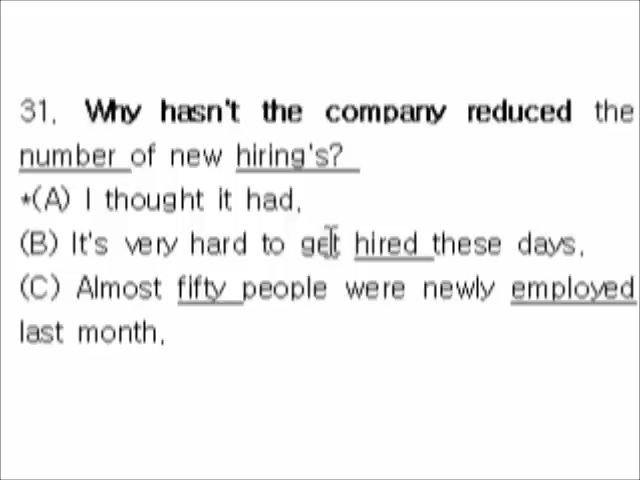 31. Why hasn't the company reduced the
number of new hiring's?
*(A) I thought it had.
(B) It's very hard to get hired these days.
(C) Almost fifty people were newly employed
last month.